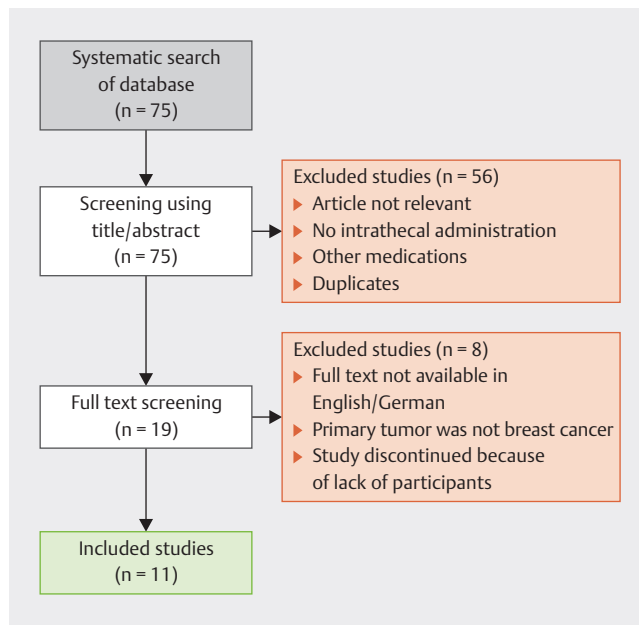 Systematic search
of database
(n = 75)
Screening using
title/abstract
(n = 75)
Excluded studies (n = 56)
Article not relevant
No intrathecal administration
Other medications
Duplicates
Full text screening
(n = 19)
Excluded studies (n = 8)
Full text not available in
English/German
Primary tumor was not breast cancer
Study discontinued because
of lack of participants
Included studies
(n = 11)